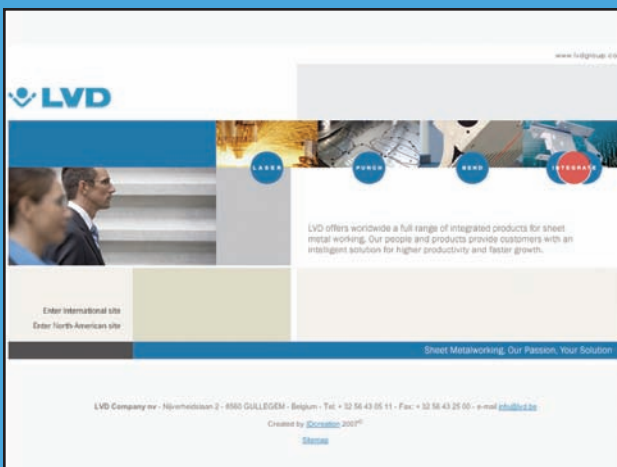 www.lvdgroup.co
LVD
LASER
PUNCH
BEND
INTEGRATE
LVD offers worldwide a full range of integrated products for sheet
metal working. Our people and products provide customers with an
intelligent solution for higher productivity and faster growth.
Enter International site
Enter North-American site
Sheet Metalworking, Our Passion, Your Solution
LVD Company nv - Nijverheidslaan 2 - 8560 GULLEGEM - Belgium - Tel: + 32 56 43 05 11 - Fax: + 32 56 43 25 00 - e-mail info@lvd.be
Created by IDcreation 2007©
Sitemap